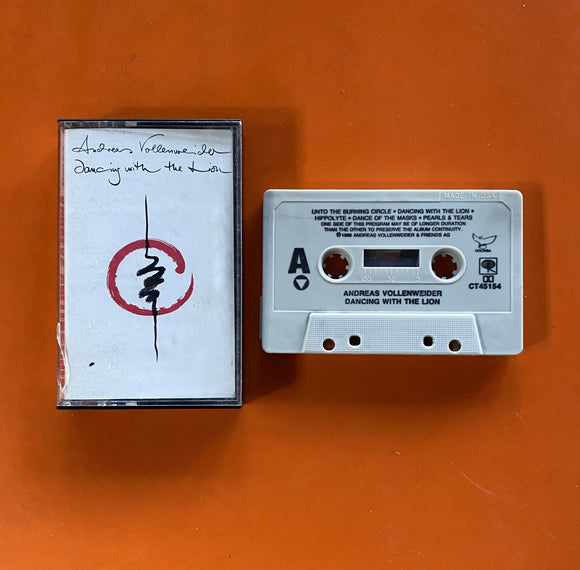 Andreas Vollenweider
Dancing with the Lion
MADE IN USA
UNTO THE BURNING CIRCLE • DANCING WITH THE LION •
HIPPOLYTE • DANCE OF THE MASKS • PEARLS & TEARS
ONE SIDE OF THIS PROGRAM MAY BE OF LONGER DURATION
THAN THE OTHER TO PRESERVE THE ALBUM CONTINUITY.
℗1989 ANDREAS VOLLENWEIDER & FRIENDS AG
COLUMBIA
A
CT45154
ANDREAS VOLLENWEIDER
DANCING WITH THE LION